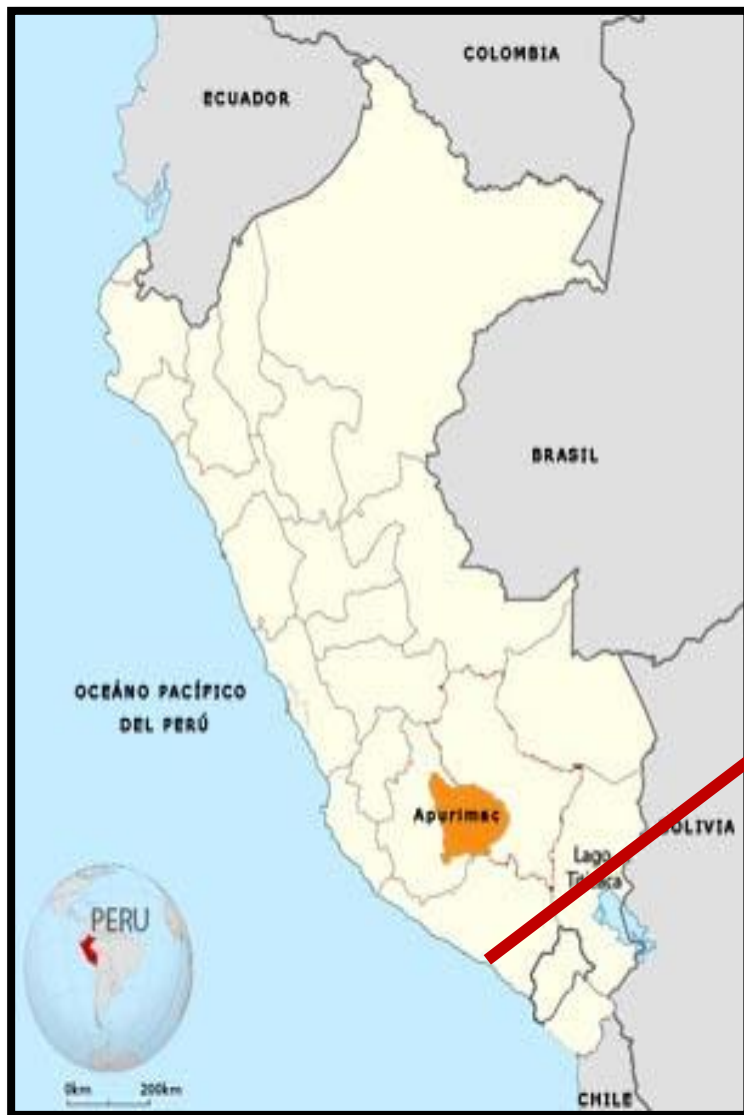 COLOMBIA
ECUADOR
BRASIL
OCEÁNO PACÍFICO
DEL PERÚ
Apurimac
Lago
PERU
0km 200km
CHILE